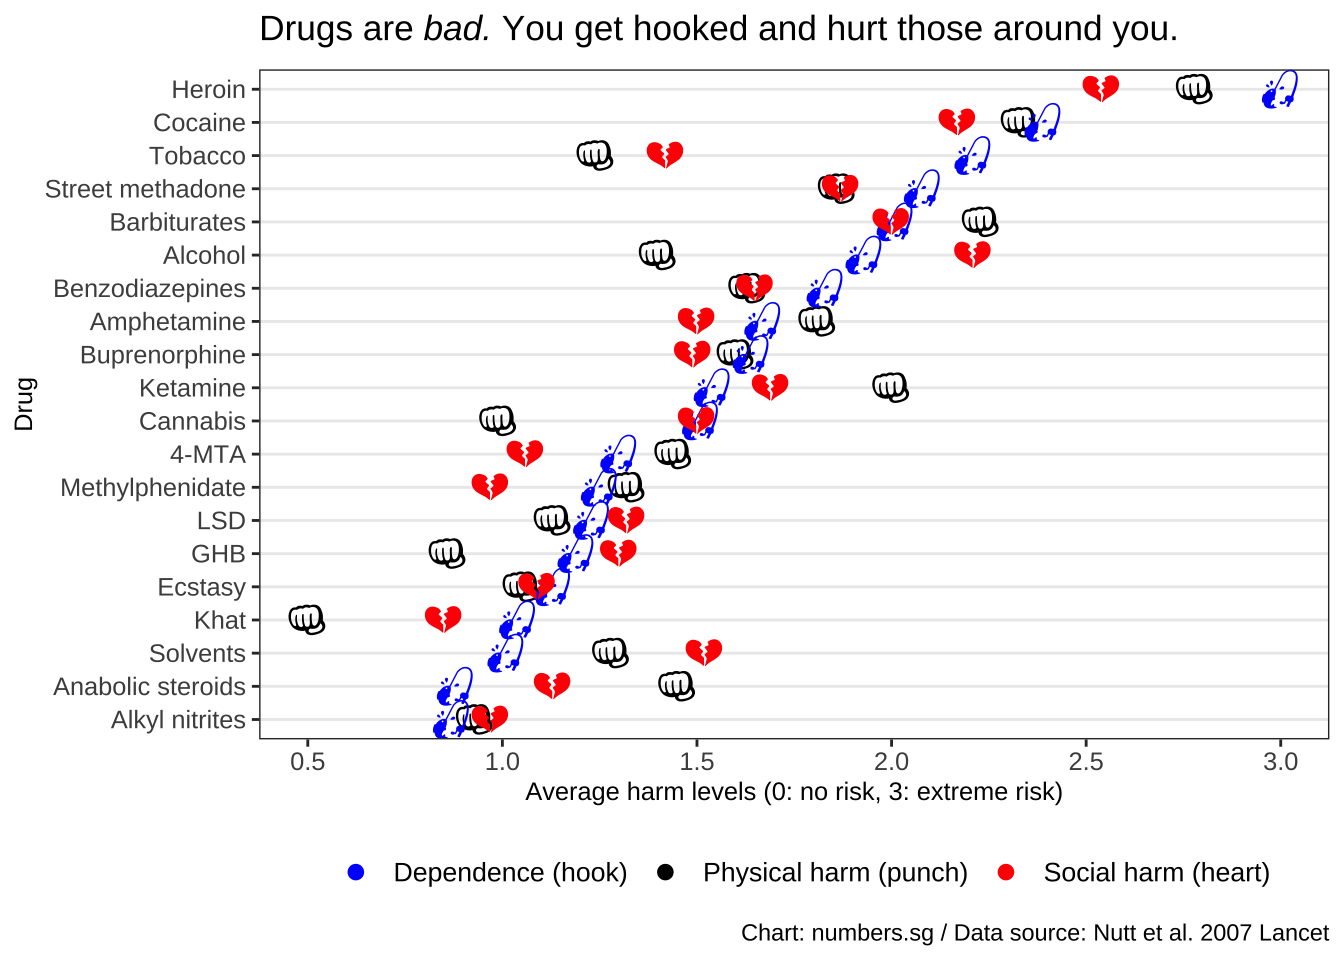 Drugs are bad. You get hooked and hurt those around you.
Drug
Heroin
Cocaine
Tobacco
Street methadone
Barbiturates
Alcohol
Benzodiazepines
Amphetamine
Buprenorphine
Ketamine
Cannabis
4-MTA
Methylphenidate
LSD
GHB
Ecstasy
Khat
Solvents
Anabolic steroids
Alkyl nitrites
0.5 1.0 1.5 2.0 2.5 3.0
Average harm levels (0: no risk, 3: extreme risk)
Dependence (hook) Physical harm (punch) Social harm (heart)
Chart: numbers.sg / Data source: Nutt et al. 2007 Lancet